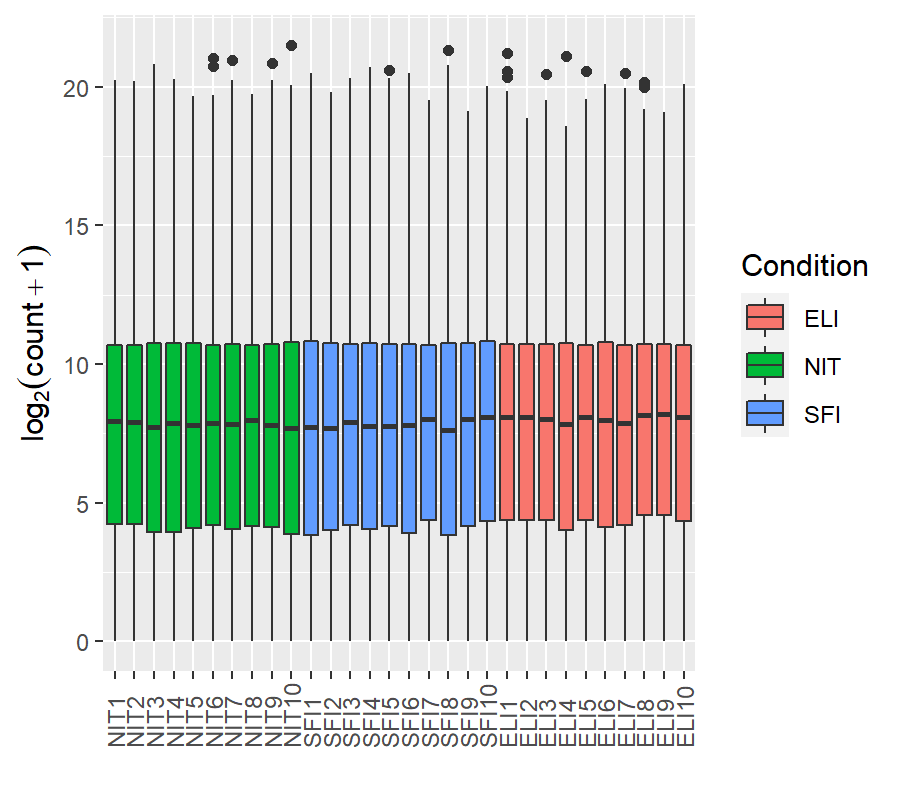 log₂(count + 1)
20
15
10
5
0
NIT1
NIT2
NIT3
NIT4
NIT5
NIT6
NIT7
NIT8
NIT9
NIT10
SFI1
SFI2
SFI3
SFI4
SFI5
SFI6
SFI7
SFI8
SFI9
SFI10
ELI1
ELI2
ELI3
ELI4
ELI5
ELI6
ELI7
ELI8
ELI9
ELI10
Condition
ELI
NIT
SFI